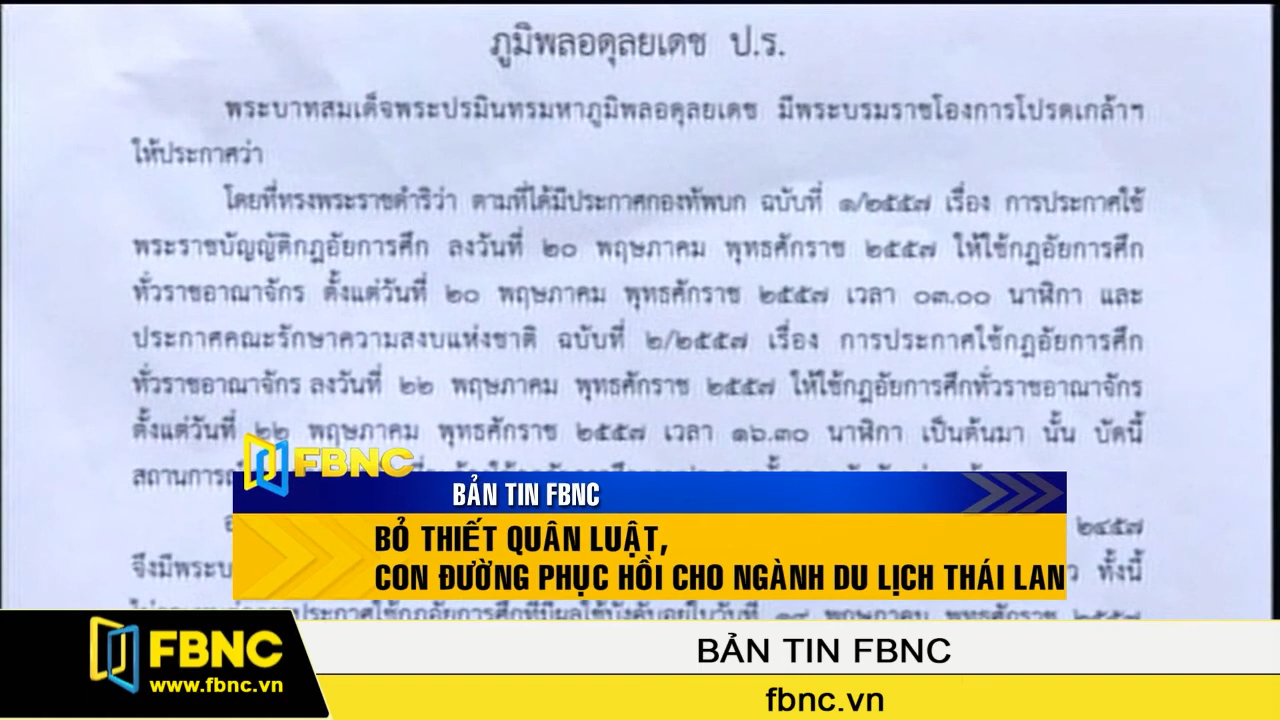 ภูมิพลอดุลยเดช ป.ร.
พระบาทสมเด็จพระปรมินทรมหาภูมิพลอดุลยเดช มีพระบรมราชโองการโปรดเกล้าฯ
ให้ประกาศว่า
โดยที่ทรงพระราชดำริว่า ตามที่ได้มีประกาศกองทัพบก ฉบับที่ ๑/๒๕๕๗ เรื่อง การประกาศใช้
พระราชบัญญัติกฎอัยการศึก ลงวันที่ ๒๐ พฤษภาคม พุทธศักราช ๒๕๕๗ ให้ใช้กฎอัยการศึก
ทั่วราชอาณาจักร ตั้งแต่วันที่ ๒๐ พฤษภาคม พุทธศักราช ๒๕๕๗ เวลา ๐๓.๐๐ นาฬิกา และ
ประกาศคณะรักษาความสงบแห่งชาติ ฉบับที่ ๒/๒๕๕๗ เรื่อง การประกาศใช้กฎอัยการศึก
ทั่วราชอาณาจักร ลงวันที่ ๒๒ พฤษภาคม พุทธศักราช ๒๕๕๗ ให้ใช้กฎอัยการศึกทั่วราชอาณาจักร
ตั้งแต่วันที่ ๒๒ พฤษภาคม พุทธศักราช ๒๕๕๗ เวลา ๑๖.๓๐ นาฬิกา เป็นต้นมา นั้น บัดนี้
FBNC
BẢN TIN FBNC
๒๔๕๗
BỎ THIẾT QUÂN LUẬT,
จึงมีพระบ ทั้งนี้
CON ĐƯỜNG PHỤC HỒI CHO NGÀNH DU LỊCH THÁI LAN
FBNC
www.fbnc.vn
BẢN TIN FBNC
fbnc.vn